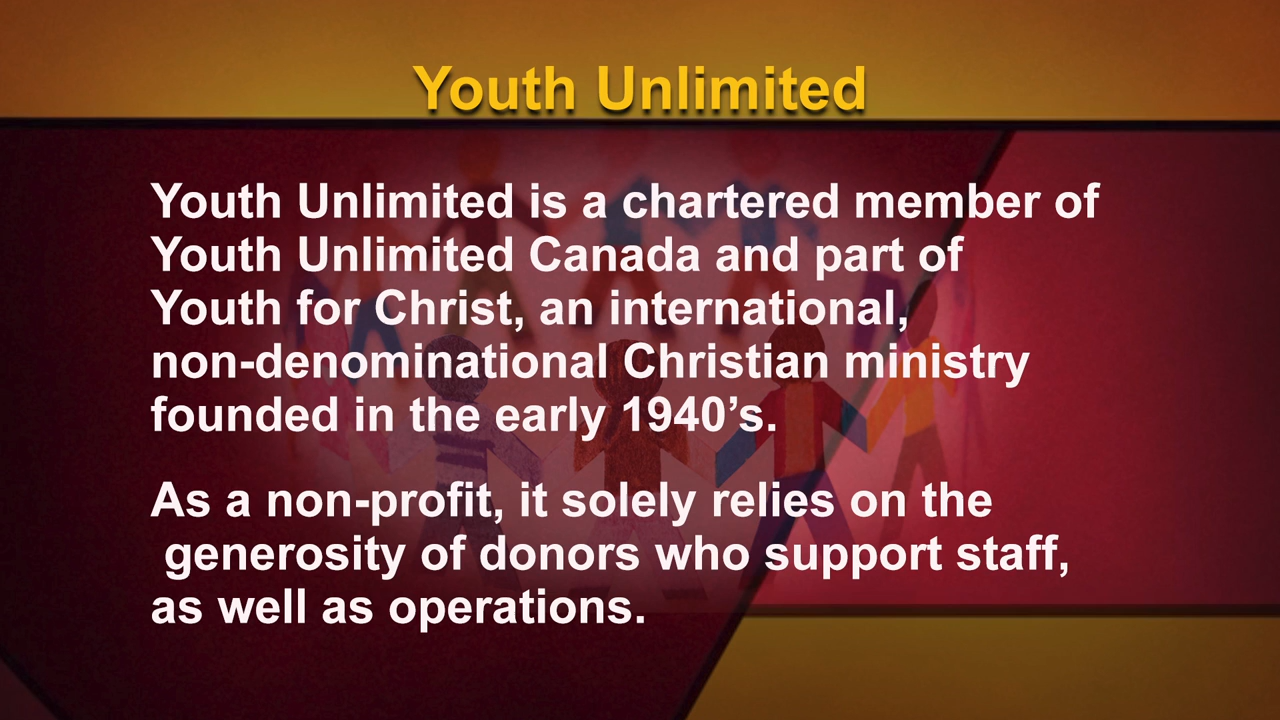 Youth Unlimited
Youth Unlimited is a chartered member of
Youth Unlimited Canada and part of
Youth for Christ, an international,
non-denominational Christian ministry
founded in the early 1940’s.
As a non-profit, it solely relies on the
generosity of donors who support staff,
as well as operations.